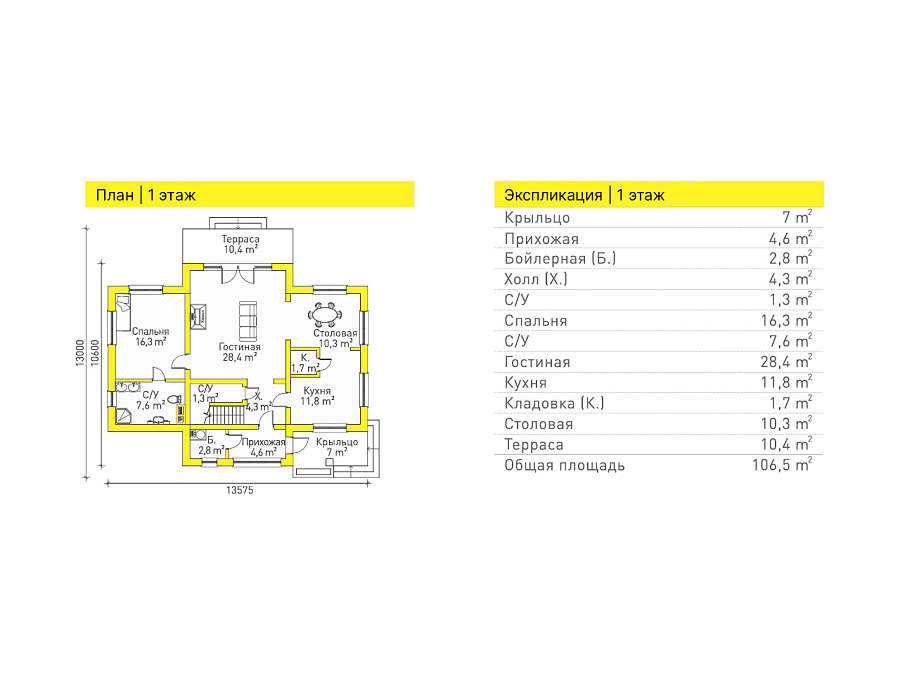 План | 1 этаж
Терраса
10,4 m²
Спальня
16,3 m²
Гостиная
28,4 m²
Столовая
10,3 m²
К.
1,7 m²
С/У
7,6 m²
С/У
1,3 m²
Х.
4,3 m²
Кухня
11,8 m²
Б.
2,8 m²
Прихожая
4,6 m²
Крыльцо
7 m²
13000
10600
13575
Экспликация | 1 этаж
Крыльцо 7 m²
Прихожая 4,6 m²
Бойлерная (Б.) 2,8 m²
Холл (Х.) 4,3 m²
С/У 1,3 m²
Спальня 16,3 m²
С/У 7,6 m²
Гостиная 28,4 m²
Кухня 11,8 m²
Кладовка (К.) 1,7 m²
Столовая 10,3 m²
Терраса 10,4 m²
Общая площадь 106,5 m²